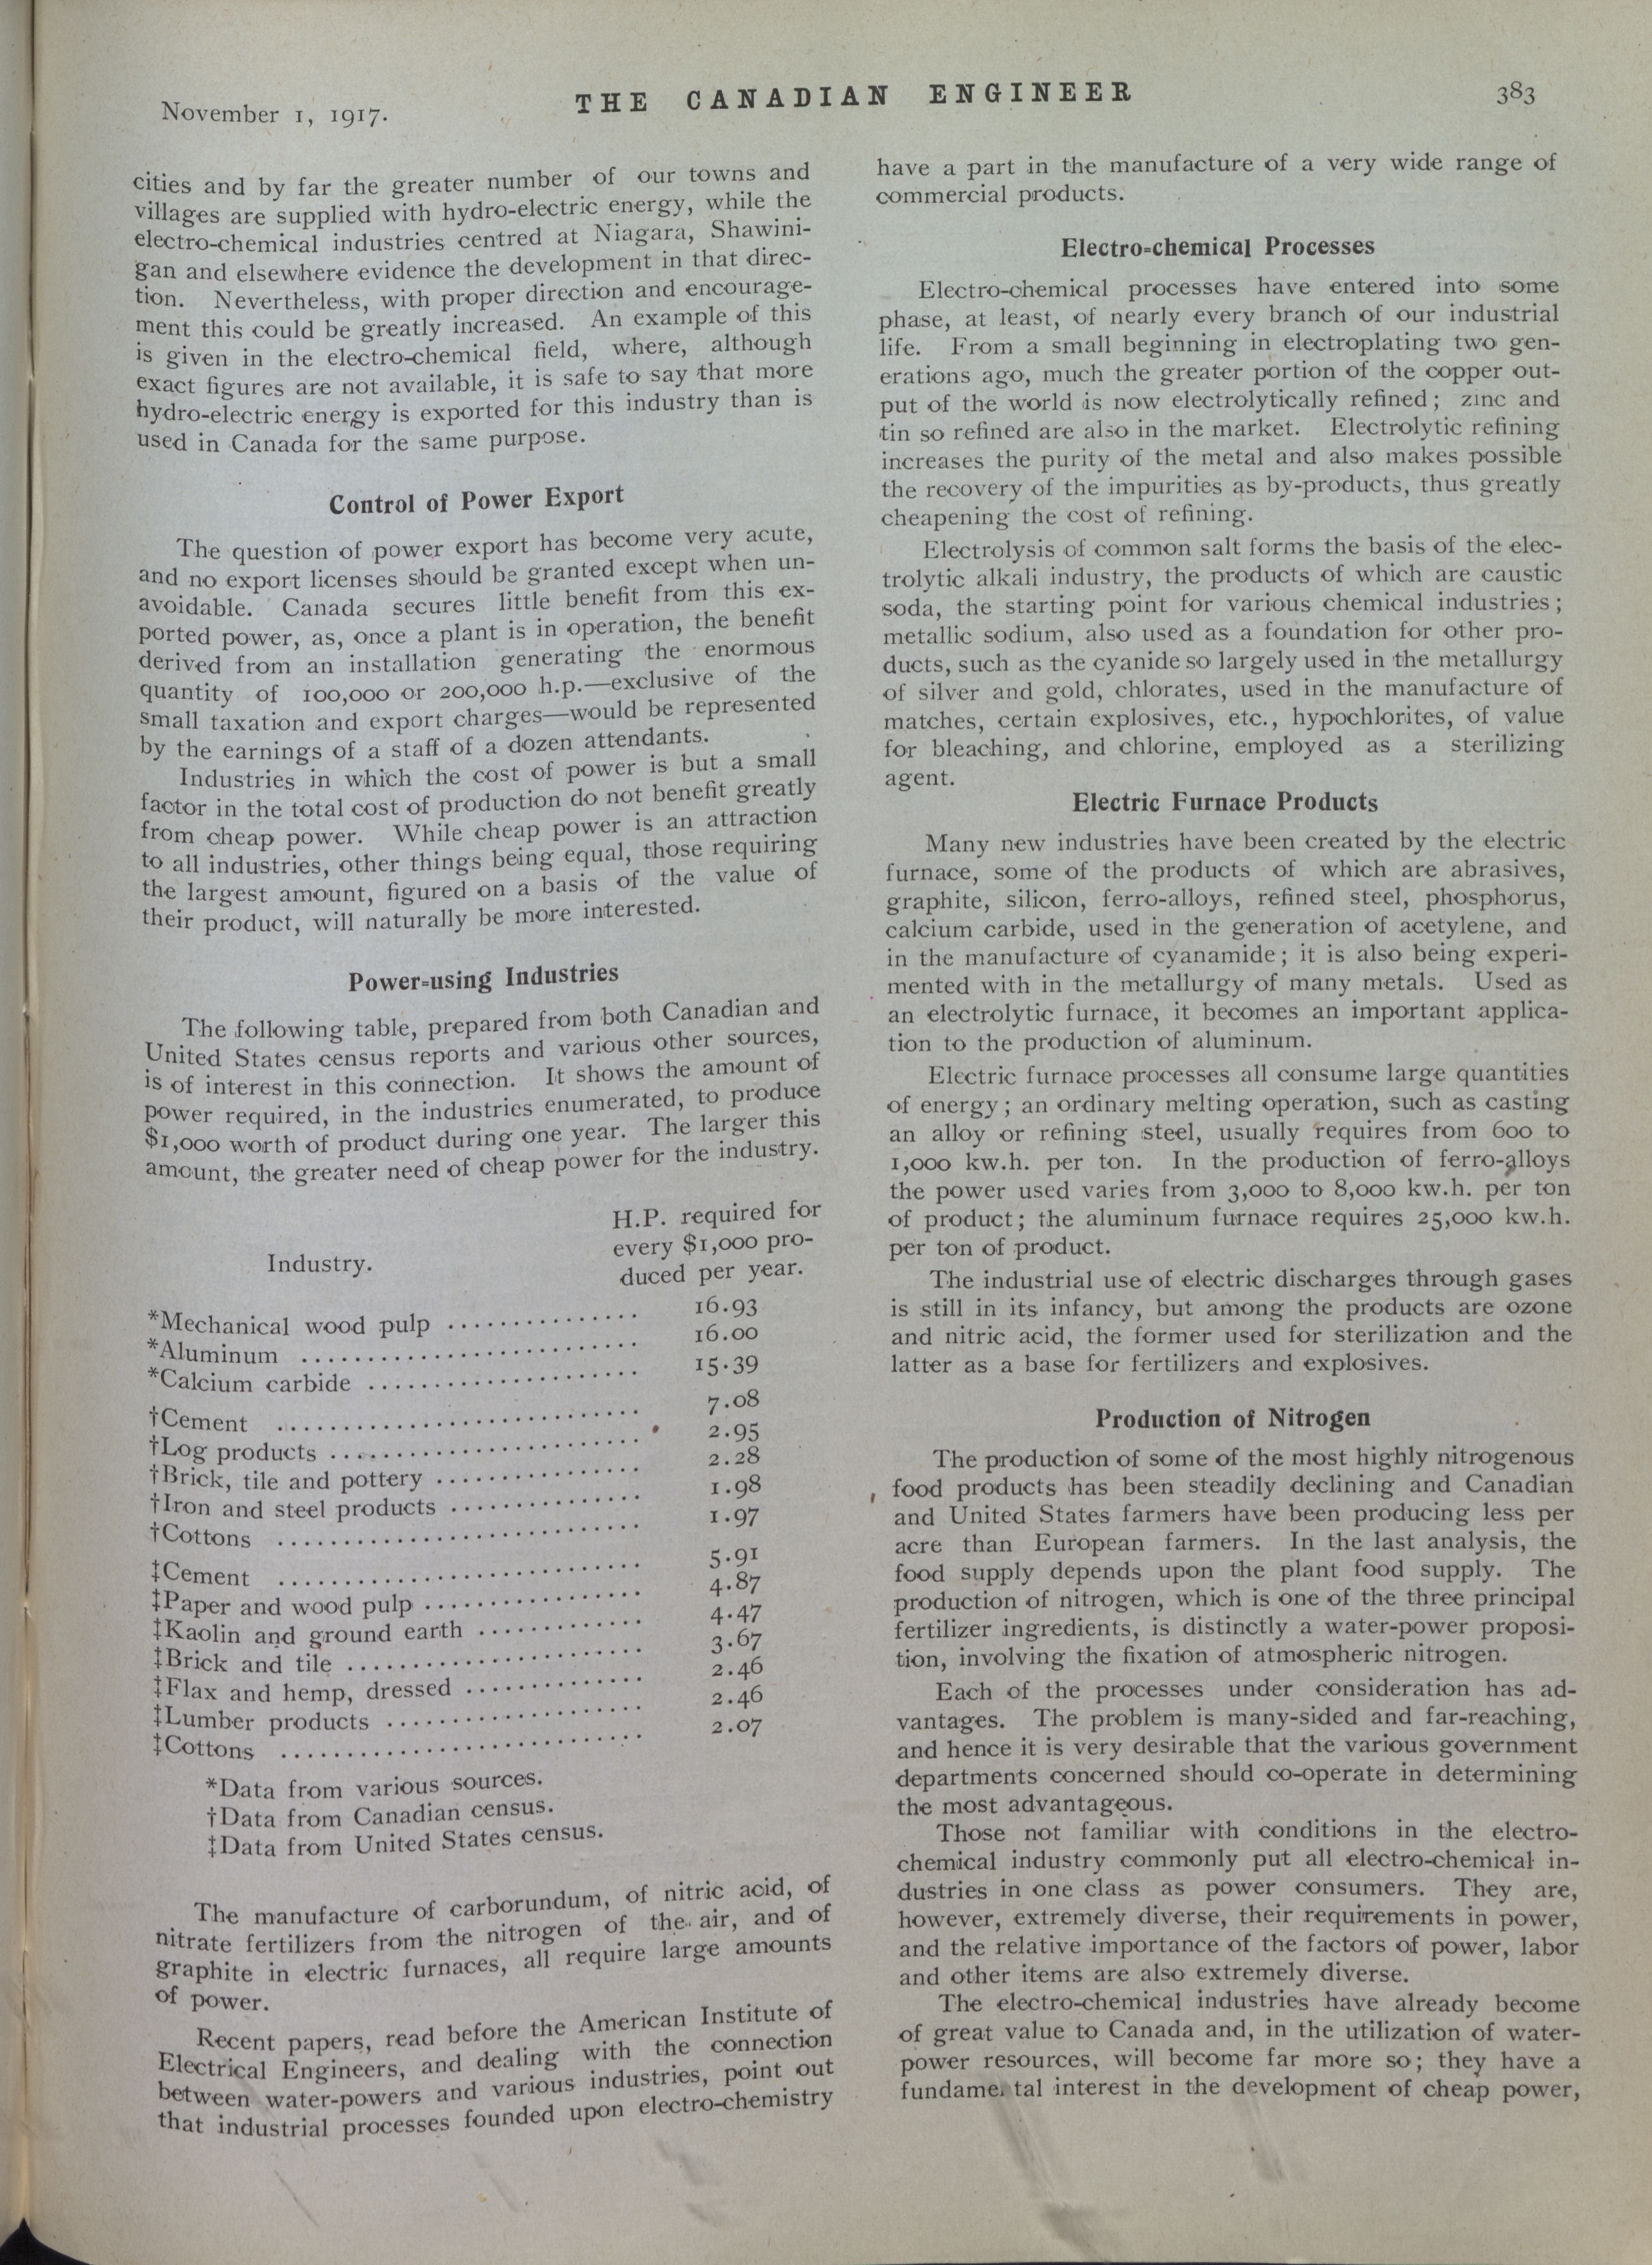 November 1, 1917.
THE CANADIAN ENGINEER
383
cities and by far the greater number of our towns and
villages are supplied with hydro-electric energy, while the
electro-chemical industries centred at Niagara, Shawini-
gan and elsewhere evidence the development in that direc-
tion. Nevertheless, with proper direction and encourage-
ment this could be greatly increased. An example of this
is given in the electro-chemical field, where, although
exact figures are not available, it is safe to say that more
hydro-electric energy is exported for this industry than is
used in Canada for the same purpose.
Control of Power Export
The question of power export has become very acute,
and no export licenses should be granted except when un-
avoidable. Canada secures little benefit from this ex-
ported power, as, once a plant is in operation, the benefit
derived from an installation generating the enormous
quantity of 100,000 or 200,000 h.p.—exclusive of the
small taxation and export charges—would be represented
by the earnings of a staff of a dozen attendants.
Industries in which the cost of power is but a small
factor in the total cost of production do not benefit greatly
from cheap power. While cheap power is an attraction
to all industries, other things being equal, those requiring
the largest amount, figured on a basis of the value of
their product, will naturally be more interested.
Power-using Industries
The following table, prepared from both Canadian and
United States census reports and various other sources,
is of interest in this connection. It shows the amount of
power required, in the industries enumerated, to produce
$1,000 worth of product during one year. The larger this
amount, the greater need of cheap power for the industry.
H.P. required for
every $1,000 pro-
Industry. duced per year.
*Mechanical wood pulp ............... 16.93
*Aluminum .......................... 16.00
*Calcium carbide ..................... 15.39
†Cement ............................ 7.08
†Log products ........................ 2.95
†Brick, tile and pottery ................ 2.28
†Iron and steel products ............... 1.98
†Cottons ............................ 1.97
‡Cement ............................ 5.91
‡Paper and wood pulp ................. 4.87
‡Kaolin and ground earth ............. 4.47
‡Brick and tile ....................... 3.67
‡Flax and hemp, dressed .............. 2.46
‡Lumber products .................... 2.46
‡Cottons ............................ 2.07
*Data from various sources.
†Data from Canadian census.
‡Data from United States census.
The manufacture of carborundum, of nitric acid, of
nitrate fertilizers from the nitrogen of the air, and of
graphite in electric furnaces, all require large amounts
of power.
Recent papers, read before the American Institute of
Electrical Engineers, and dealing with the connection
between water-powers and various industries, point out
that industrial processes founded upon electro-chemistry
have a part in the manufacture of a very wide range of
commercial products.
Electro-chemical Processes
Electro-chemical processes have entered into some
phase, at least, of nearly every branch of our industrial
life. From a small beginning in electroplating two gen-
erations ago, much the greater portion of the copper out-
put of the world is now electrolytically refined; zinc and
tin so refined are also in the market. Electrolytic refining
increases the purity of the metal and also makes possible
the recovery of the impurities as by-products, thus greatly
cheapening the cost of refining.
Electrolysis of common salt forms the basis of the elec-
trolytic alkali industry, the products of which are caustic
soda, the starting point for various chemical industries;
metallic sodium, also used as a foundation for other pro-
ducts, such as the cyanide so largely used in the metallurgy
of silver and gold, chlorates, used in the manufacture of
matches, certain explosives, etc., hypochlorites, of value
for bleaching, and chlorine, employed as a sterilizing
agent.
Electric Furnace Products
Many new industries have been created by the electric
furnace, some of the products of which are abrasives,
graphite, silicon, ferro-alloys, refined steel, phosphorus,
calcium carbide, used in the generation of acetylene, and
in the manufacture of cyanamide; it is also being experi-
mented with in the metallurgy of many metals. Used as
an electrolytic furnace, it becomes an important applica-
tion to the production of aluminum.
Electric furnace processes all consume large quantities
of energy; an ordinary melting operation, such as casting
an alloy or refining steel, usually requires from 600 to
1,000 kw.h. per ton. In the production of ferro-alloys
the power used varies from 3,000 to 8,000 kw.h. per ton
of product; the aluminum furnace requires 25,000 kw.h.
per ton of product.
The industrial use of electric discharges through gases
is still in its infancy, but among the products are ozone
and nitric acid, the former used for sterilization and the
latter as a base for fertilizers and explosives.
Production of Nitrogen
The production of some of the most highly nitrogenous
food products has been steadily declining and Canadian
and United States farmers have been producing less per
acre than European farmers. In the last analysis, the
food supply depends upon the plant food supply. The
production of nitrogen, which is one of the three principal
fertilizer ingredients, is distinctly a water-power proposi-
tion, involving the fixation of atmospheric nitrogen.
Each of the processes under consideration has ad-
vantages. The problem is many-sided and far-reaching,
and hence it is very desirable that the various government
departments concerned should co-operate in determining
the most advantageous.
Those not familiar with conditions in the electro-
chemical industry commonly put all electro-chemical in-
dustries in one class as power consumers. They are,
however, extremely diverse, their requirements in power,
and the relative importance of the factors of power, labor
and other items are also extremely diverse.
The electro-chemical industries have already become
of great value to Canada and, in the utilization of water-
power resources, will become far more so; they have a
fundame tal interest in the development of cheap power,